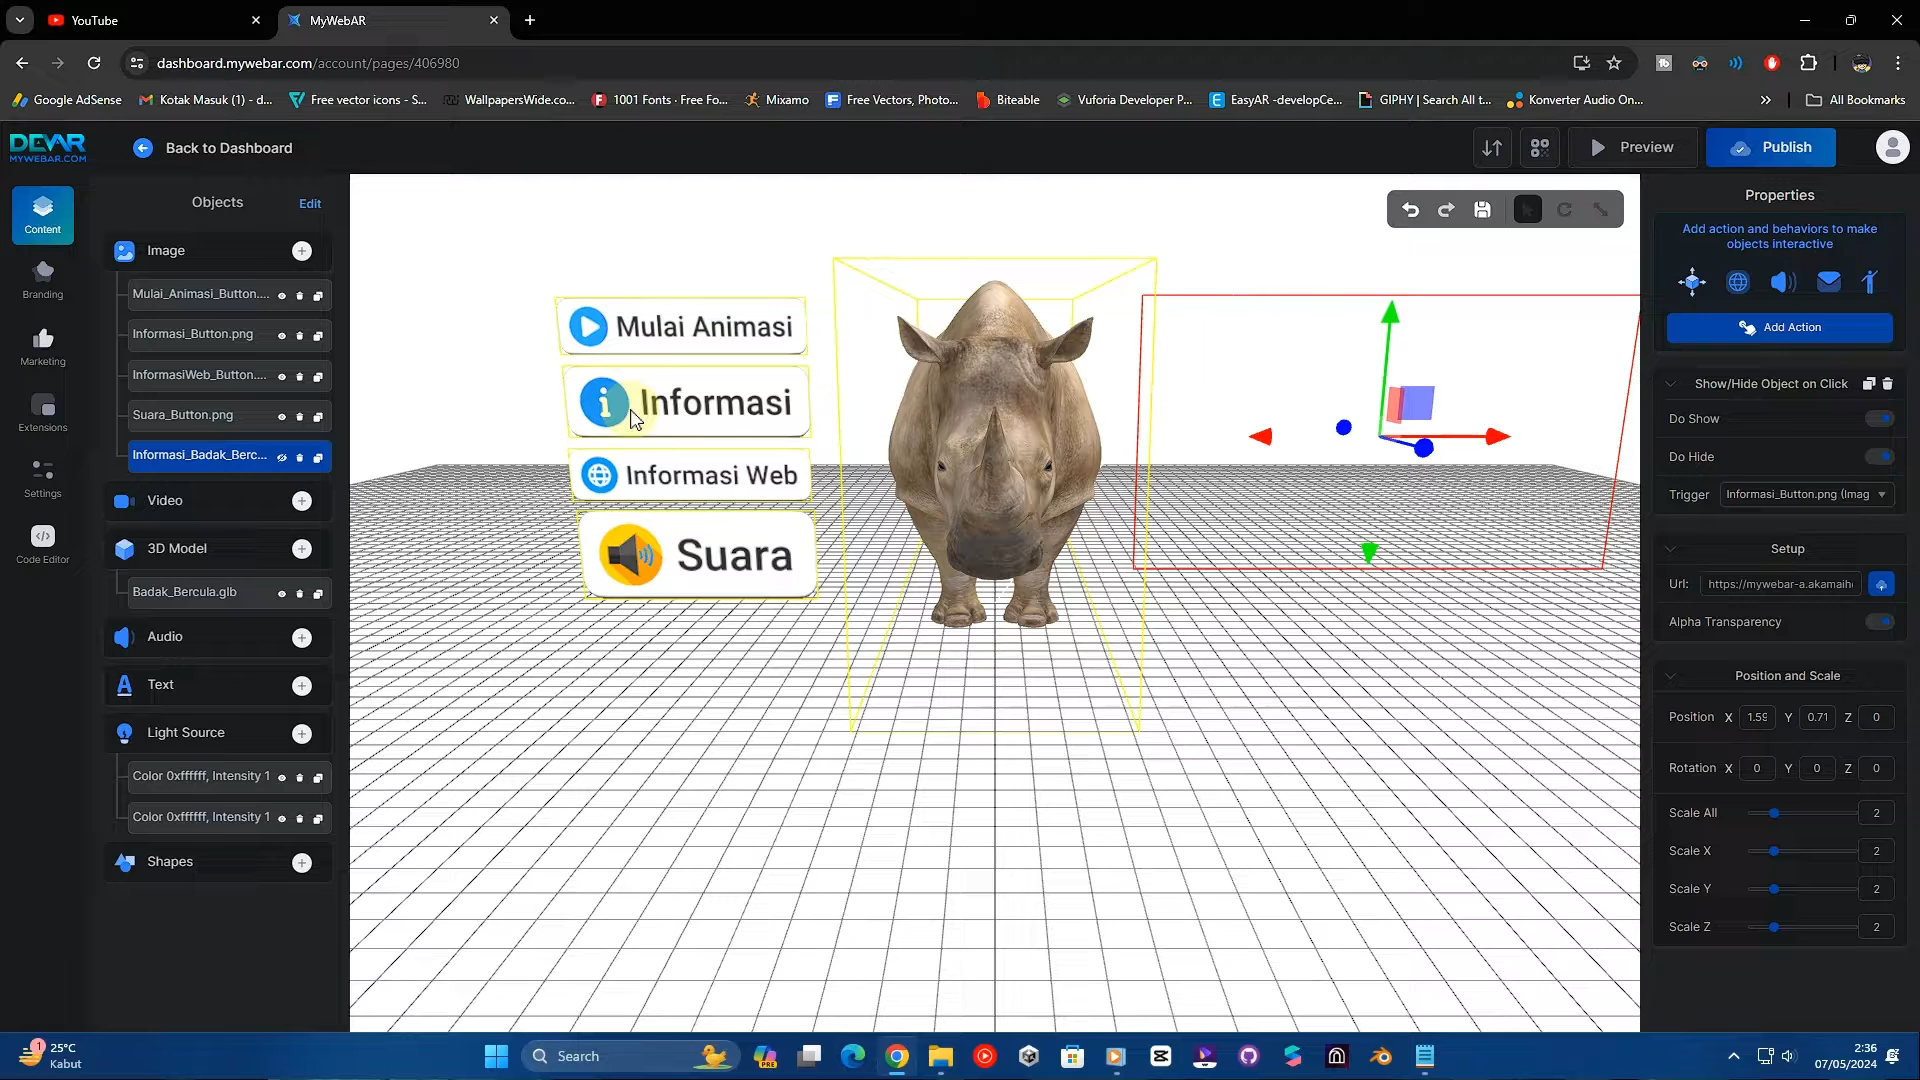 YouTube
MyWebAR
dashboard.mywebar.com/account/pages/406980
Google AdSense
Kotak Masuk (1) - d...
Free vector icons - S...
WallpapersWide.co...
1001 Fonts · Free Fo...
Mixamo
Free Vectors, Photo...
Biteable
Vuforia Developer P...
EasyAR -developCe...
GIPHY | Search All t...
Konverter Audio On...
All Bookmarks
DEVAR
MYWEBAR.COM
Back to Dashboard
Preview
Publish
Content
Branding
Marketing
Extensions
Settings
Code Editor
Objects
Edit
Image
Mulai_Animasi_Button....
Informasi_Button.png
InformasiWeb_Button....
Suara_Button.png
Informasi_Badak_Berc...
Video
3D Model
Badak_Bercula.glb
Audio
Text
Light Source
Color 0xffffff, Intensity 1
Color 0xffffff, Intensity 1
Shapes
Mulai Animasi
Informasi
Informasi Web
Suara
Properties
Add action and behaviors to make
objects interactive
Add Action
Show/Hide Object on Click
Do Show
Do Hide
Trigger Informasi_Button.png (Imag
Setup
Url: https://mywebar-a.akamaihe
Alpha Transparency
Position and Scale
Position X 1.59 Y 0.71 Z 0
Rotation X 0 Y 0 Z 0
Scale All 2
Scale X 2
Scale Y 2
Scale Z 2
1
25°C
Kabut
Search
PRE
2:36
07/05/2024